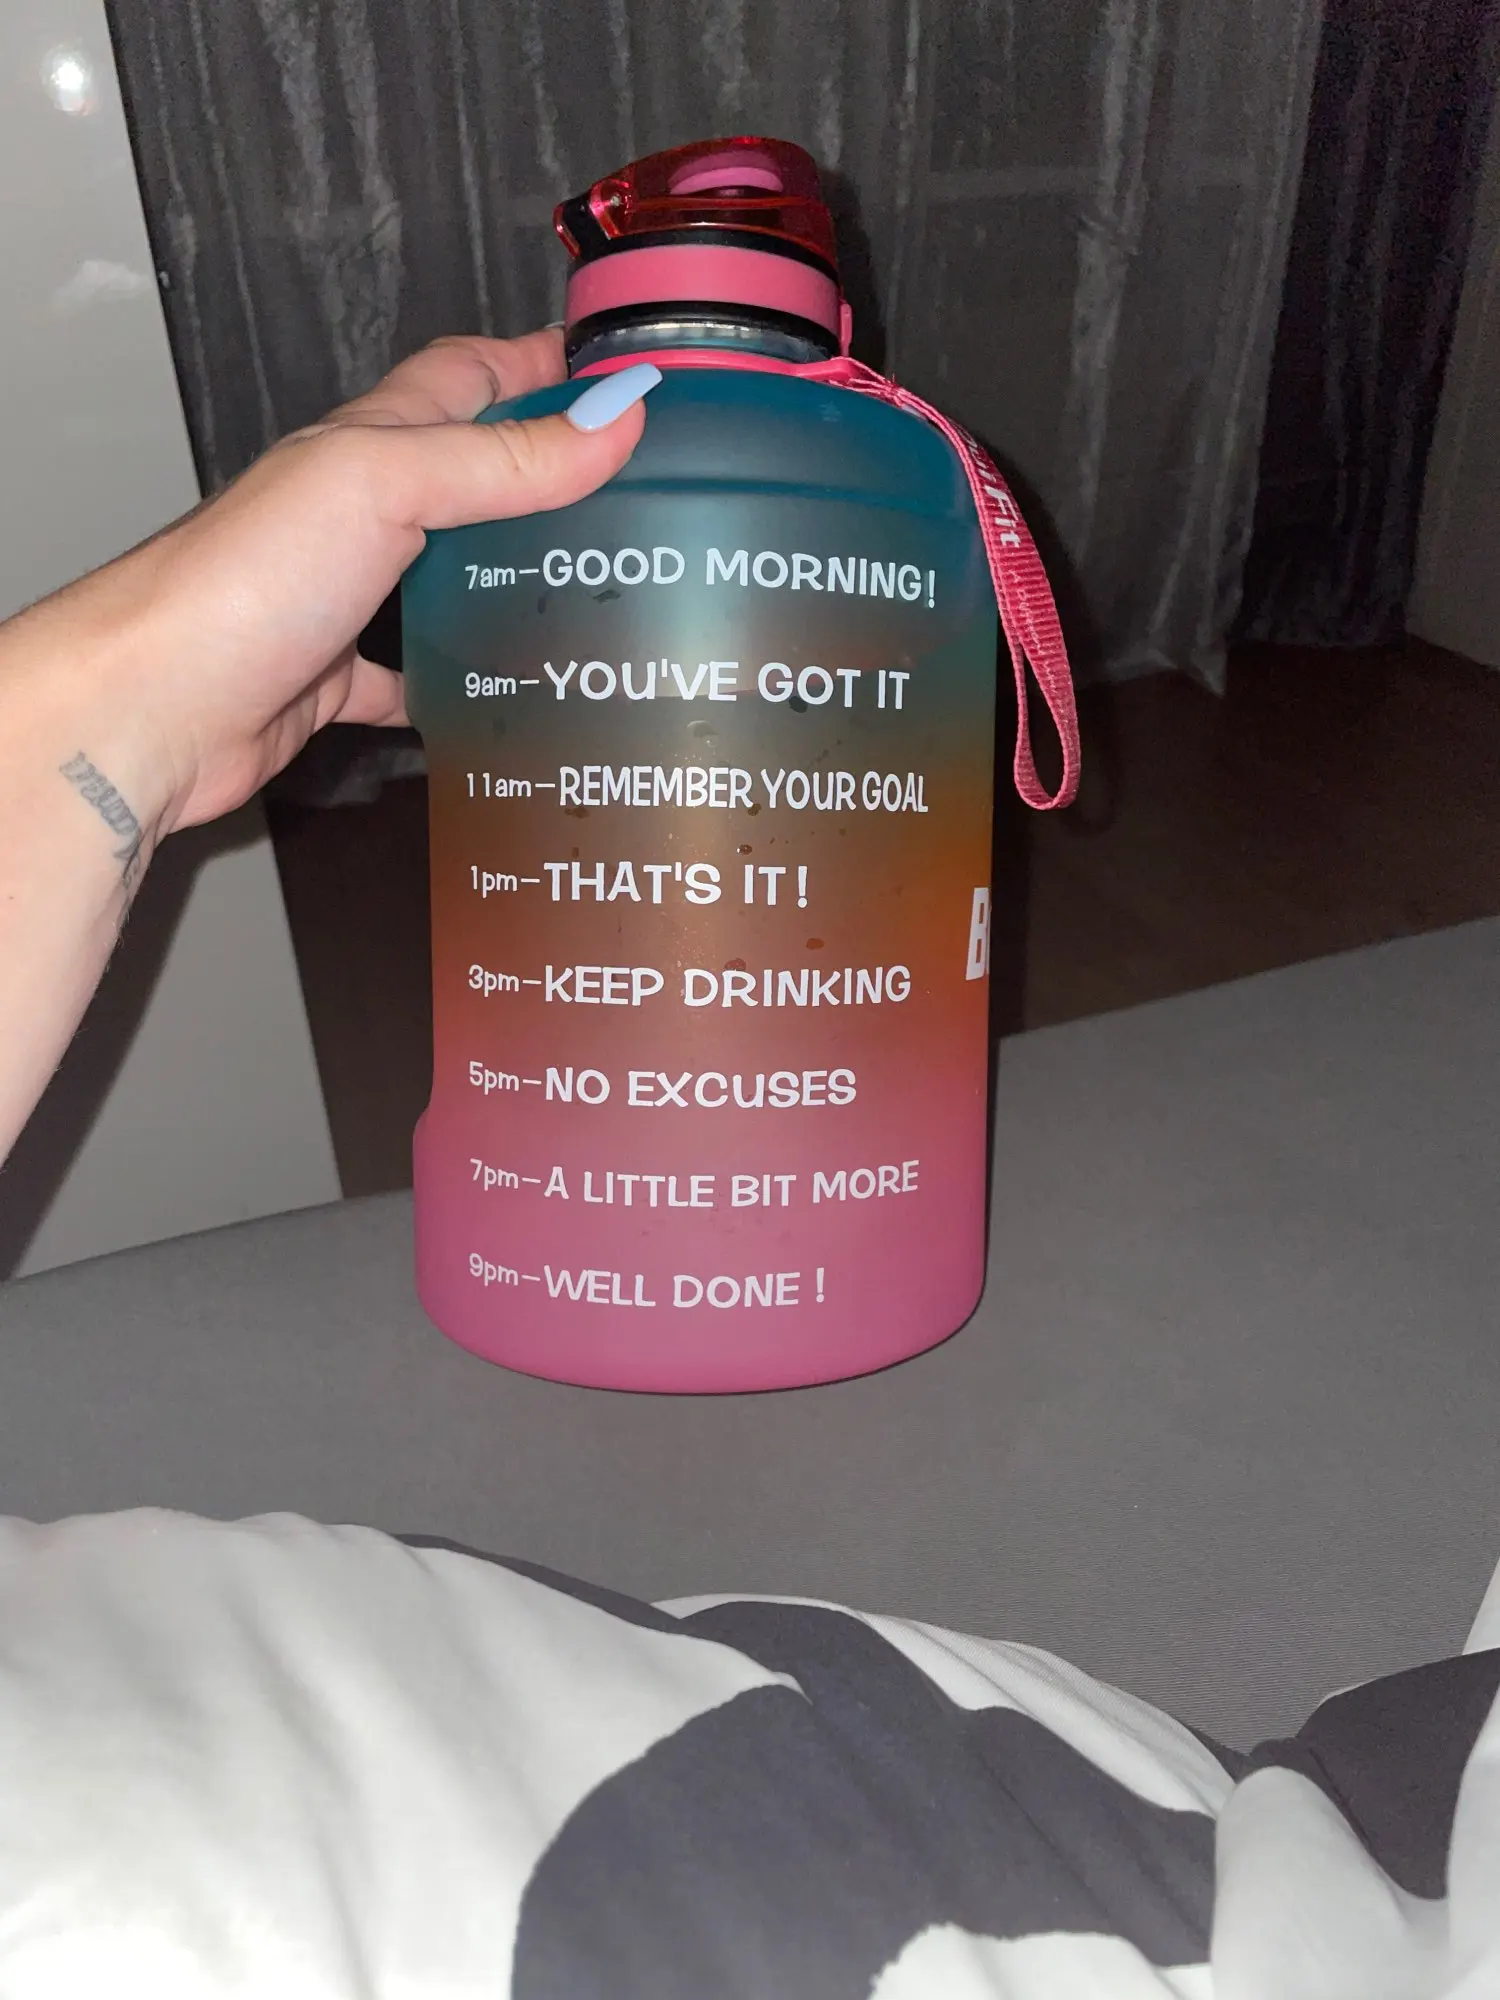 Fit
7am-GOOD MORNING!
9am-YOU'VE GOT IT
11am-REMEMBER YOUR GOAL
1pm-THAT'S IT!
3pm-KEEP DRINKING
5pm-NO EXCUSES
7pm-A LITTLE BIT MORE
9pm-WELL DONE !